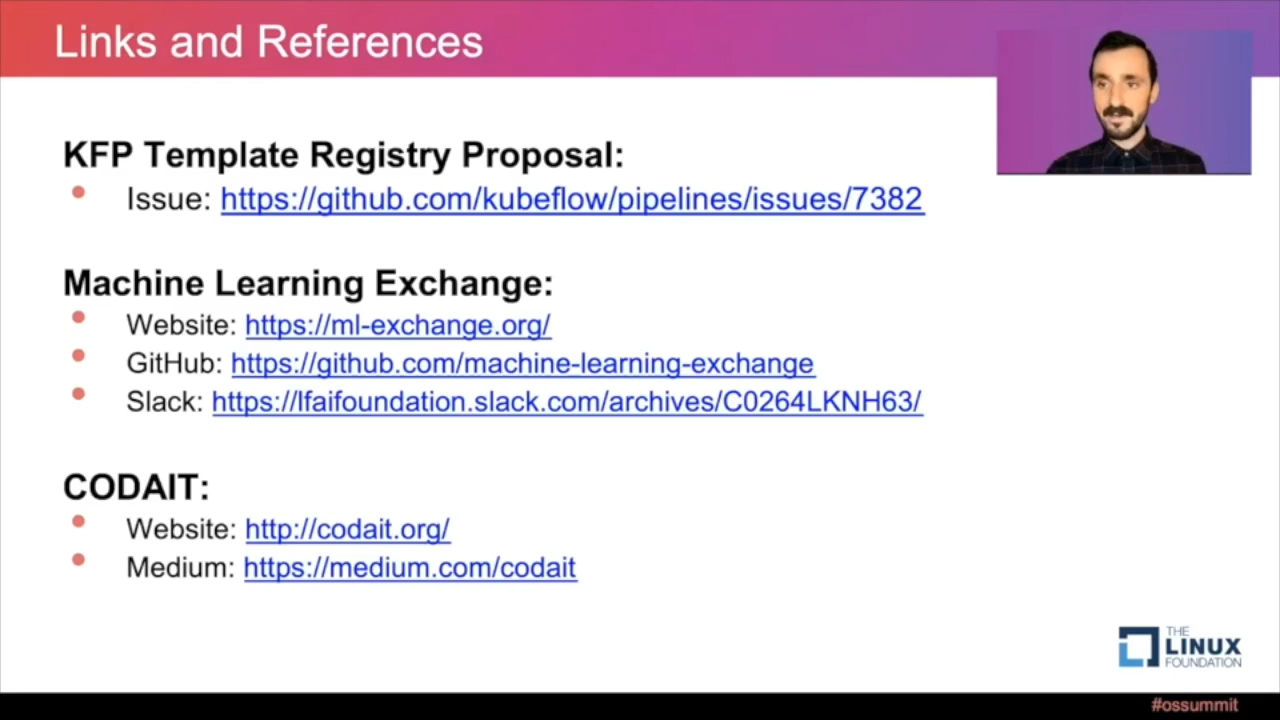 Links and References
KFP Template Registry Proposal:
Issue: https://github.com/kubeflow/pipelines/issues/7382
Machine Learning Exchange:
Website: https://ml-exchange.org/
GitHub: https://github.com/machine-learning-exchange
Slack: https://lfaifoundation.slack.com/archives/C0264LKNH63/
CODAIT:
Website: http://codait.org/
Medium: https://medium.com/codait
THE
LINUX
FOUNDATION
#ossummit